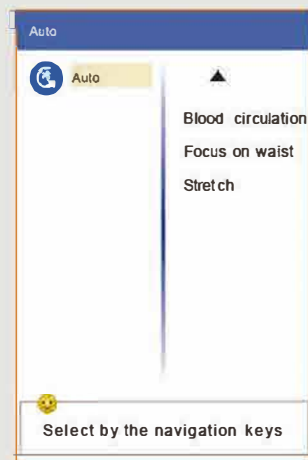 Auto
Auto
Blood circulation
Focus on waist
Stretch
Select by the navigation keys